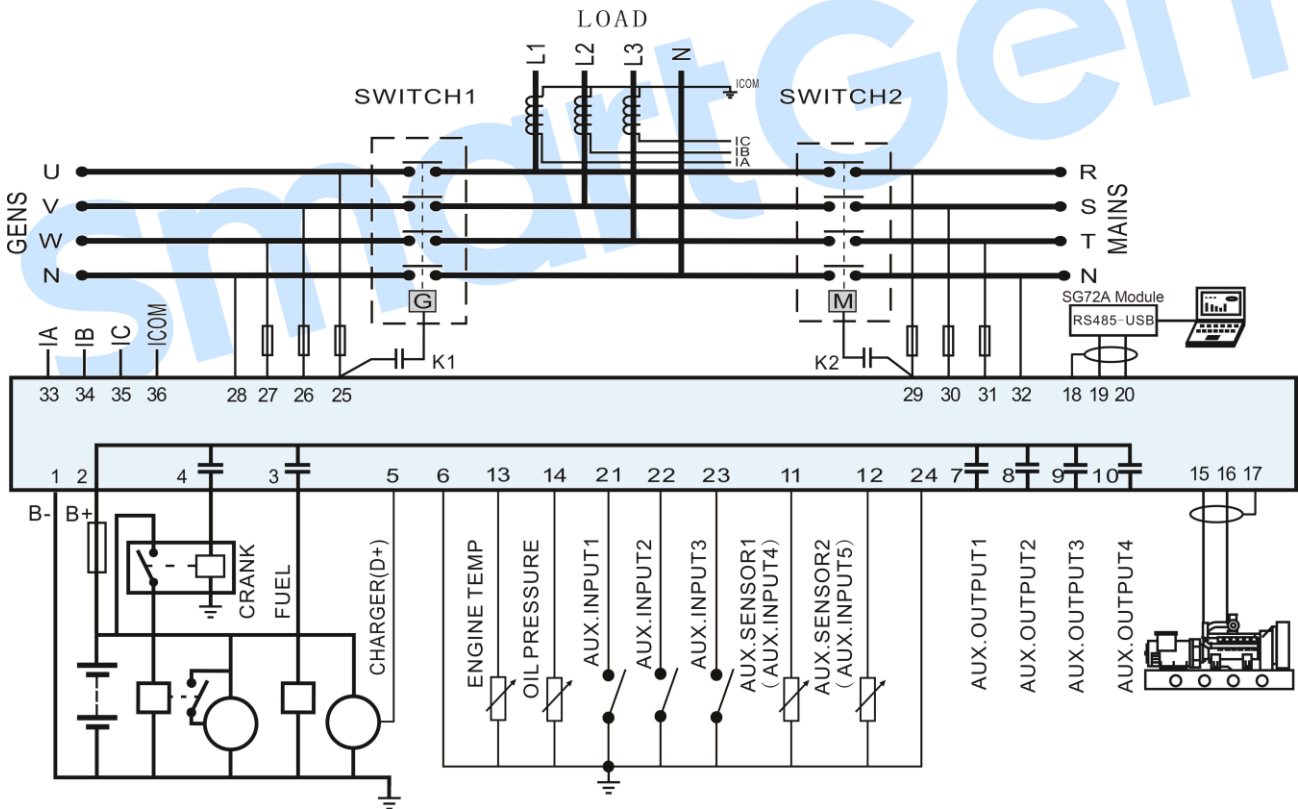 LOAD
L1
L2
L3
N
ICOM
SWITCH1
SWITCH2
IC
IB
IA
GENS
U
V
W
N
R
S
T
N
MAINS
smartGen
G
M
SG72A Module
RS485-USB
K1
K2
IA
IB
IC
ICOM
33 34 35 36 28 27 26 25 29 30 31 32 18 19 20
1 2 4 3 5 6 13 14 21 22 23 11 12 24 7 8 9 10 15 16 17
B-
B+
CRANK
FUEL
CHARGER(D+)
ENGINE TEMP
OIL PRESSURE
AUX.INPUT1
AUX.INPUT2
AUX.INPUT3
AUX.SENSOR1
(AUX.INPUT4)
AUX.SENSOR2
(AUX.INPUT5)
AUX.OUTPUT1
AUX.OUTPUT2
AUX.OUTPUT3
AUX.OUTPUT4